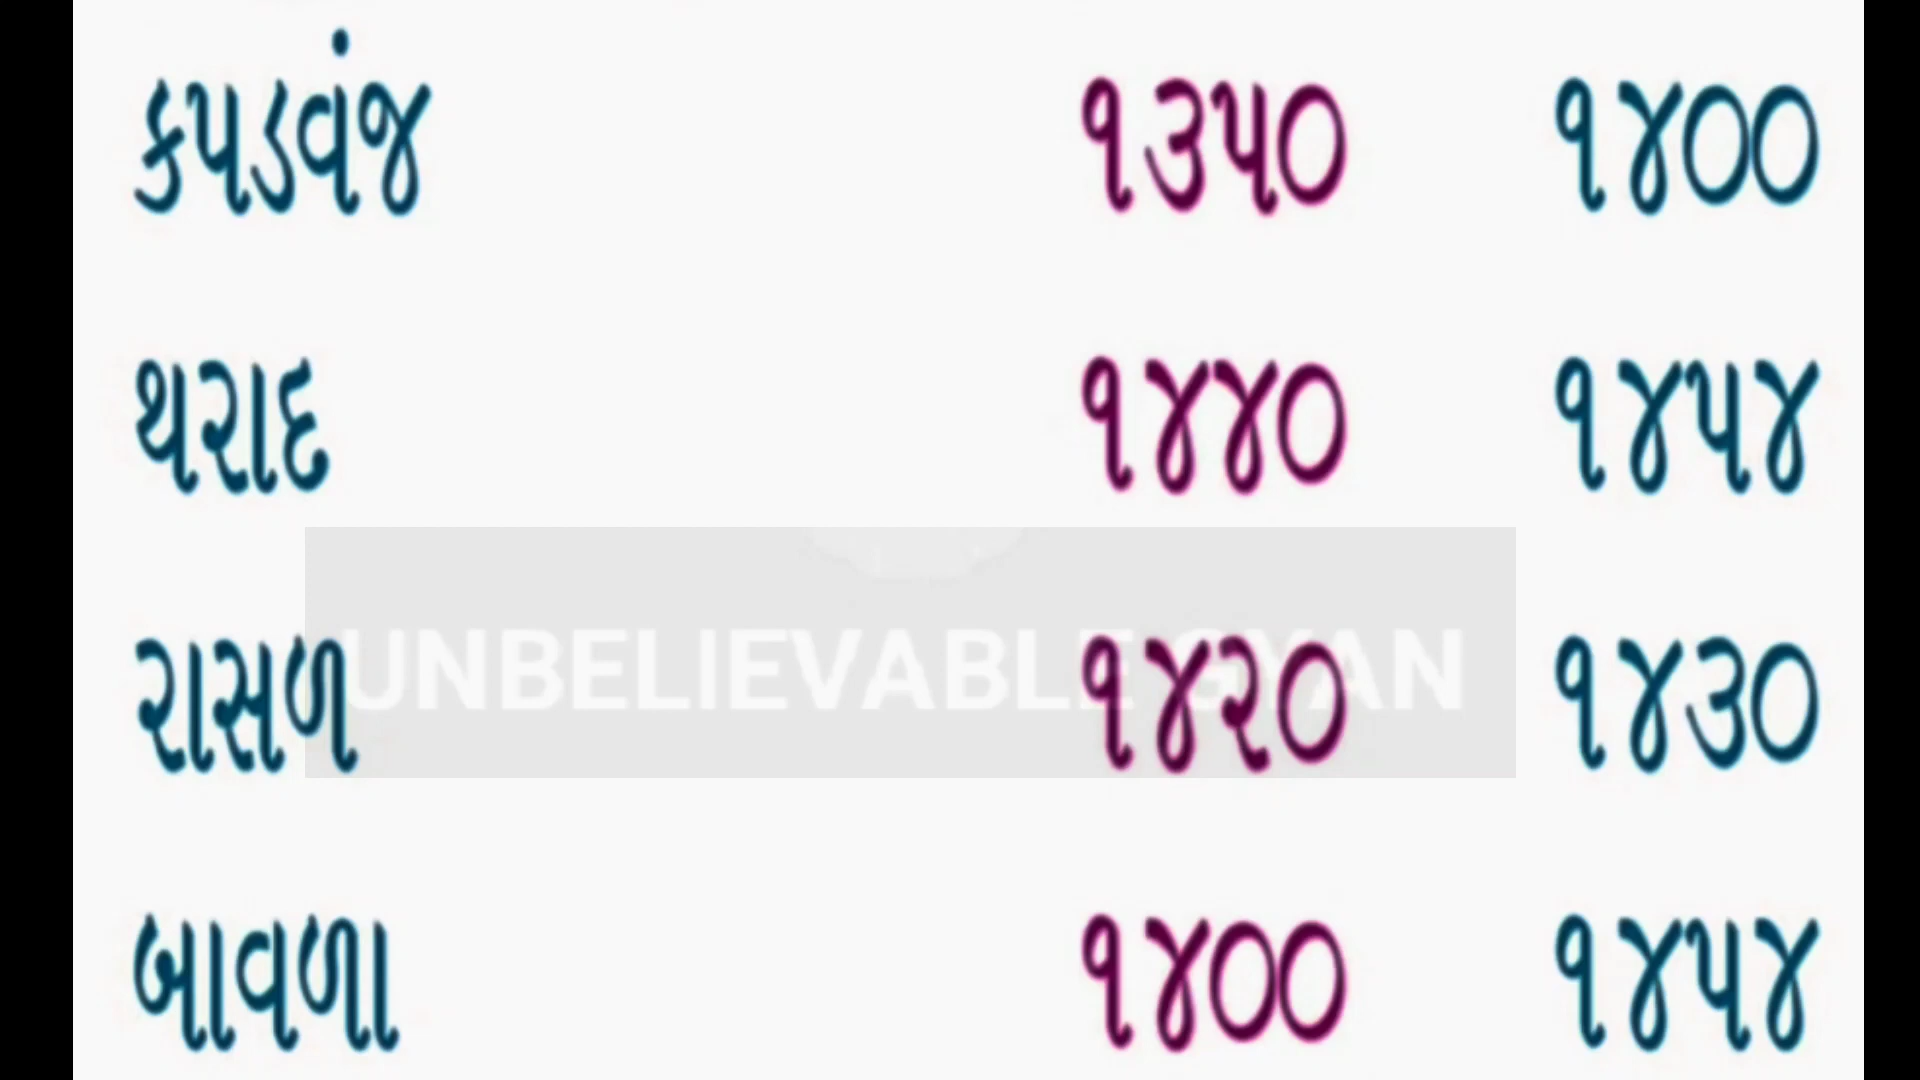 કપડવંજ ૧૩૫૦ ૧૪૦૦
થરાદ ૧૪૪૦ ૧૪૫૪
રાસળ ૧૪૨૦ ૧૪૩૦
UNBELIEVABLE GYAN
બાવળા ૧૪૦૦ ૧૪૫૪